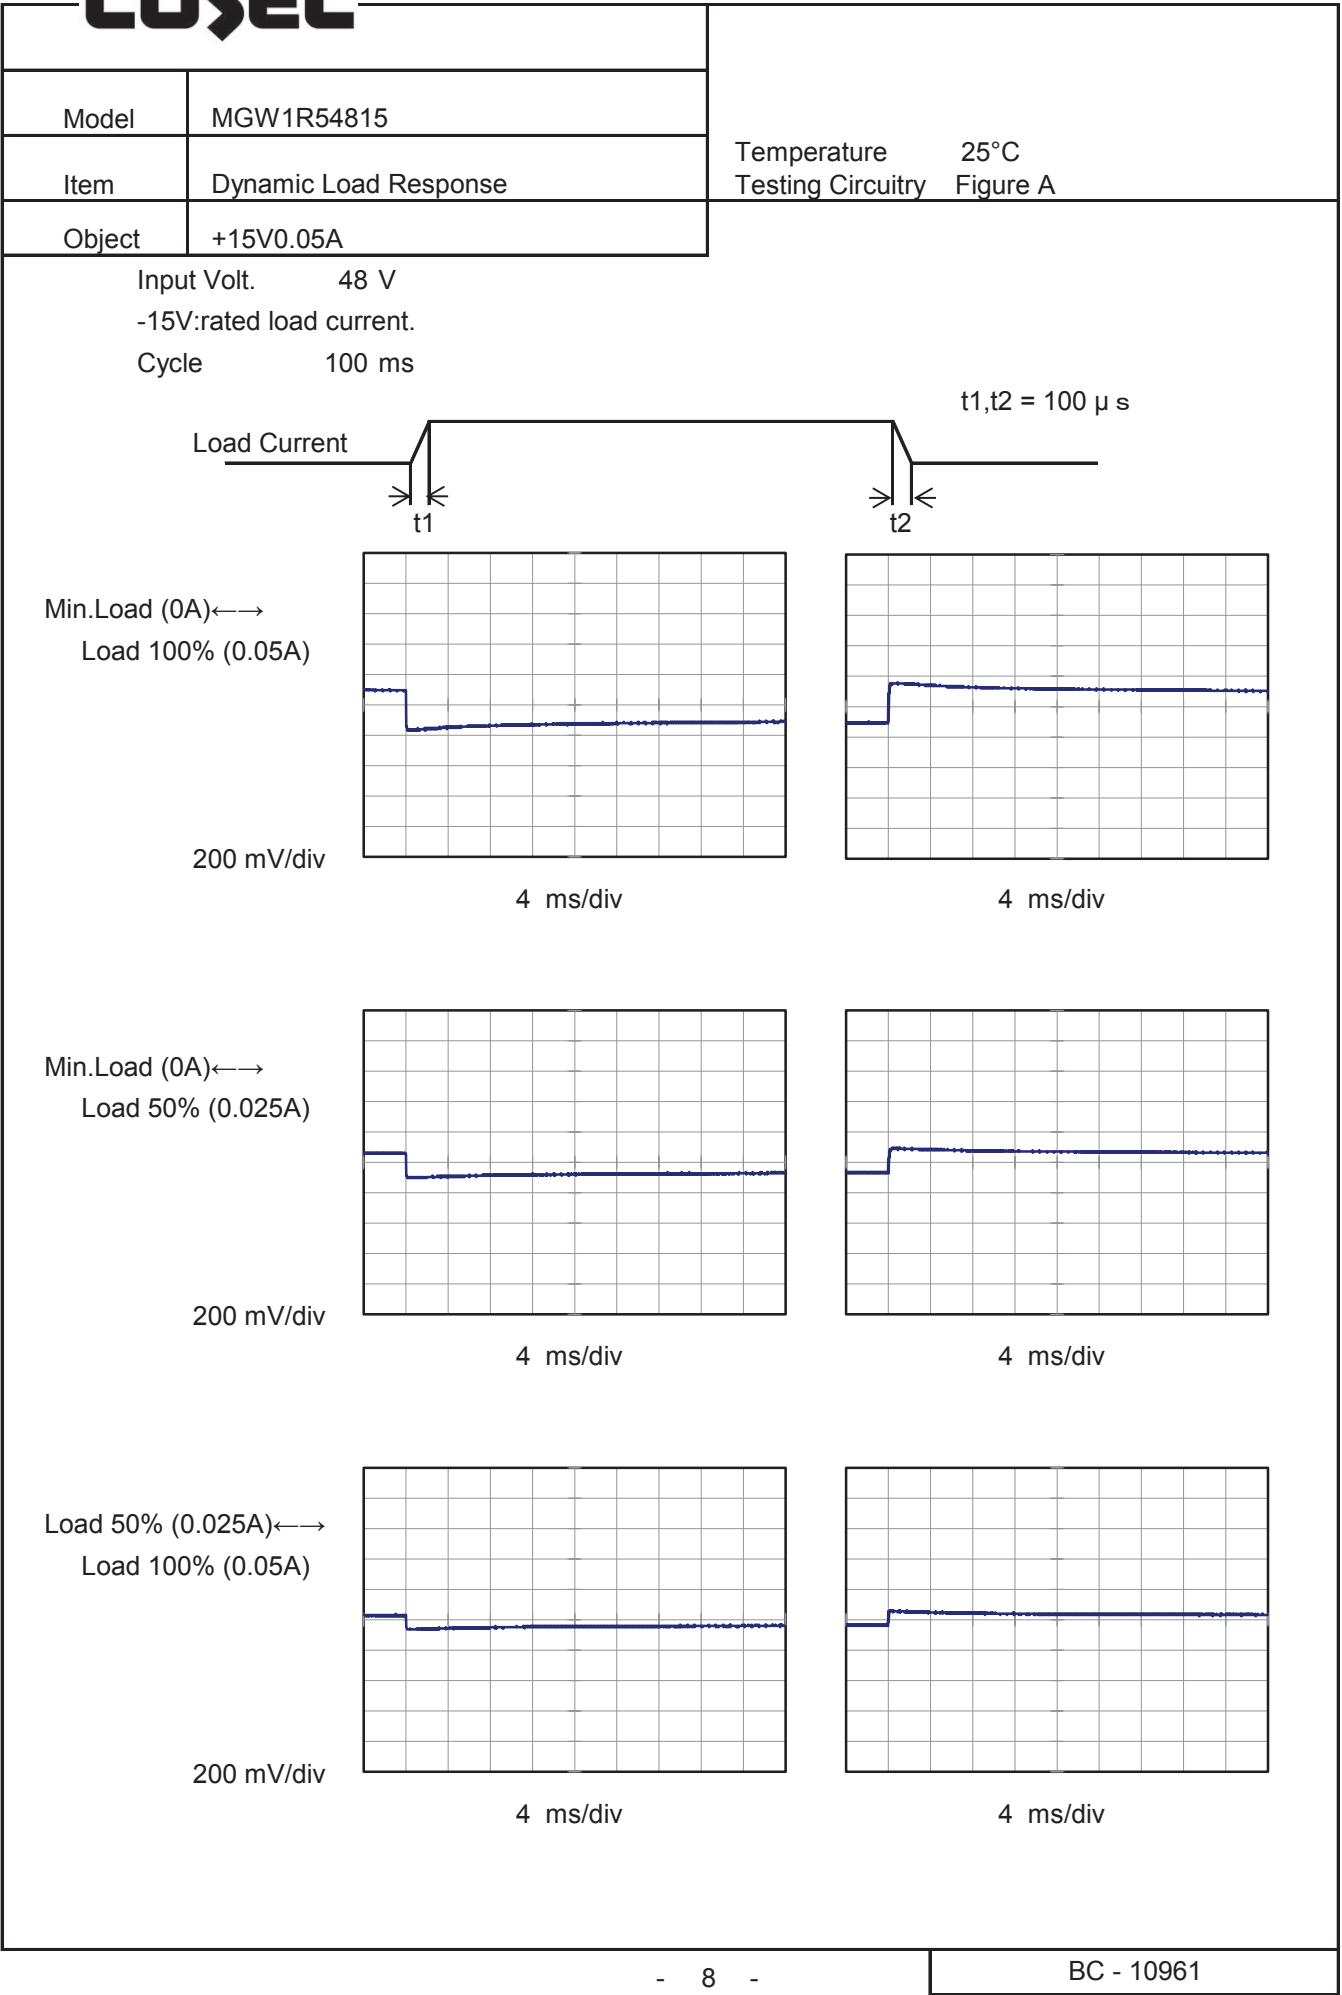 COSEL
Model MGW1R54815
Item Dynamic Load Response
Temperature 25°C
Testing Circuitry Figure A
Object +15V0.05A
Input Volt. 48 V
-15V:rated load current.
Cycle 100 ms
t1,t2 = 100 μs
Load Current
t1 t2
Min.Load (0A)←→
Load 100% (0.05A)
200 mV/div
4 ms/div 4 ms/div
Min.Load (0A)←→
Load 50% (0.025A)
200 mV/div
4 ms/div 4 ms/div
Load 50% (0.025A)←→
Load 100% (0.05A)
200 mV/div
4 ms/div 4 ms/div
- 8 -
BC - 10961